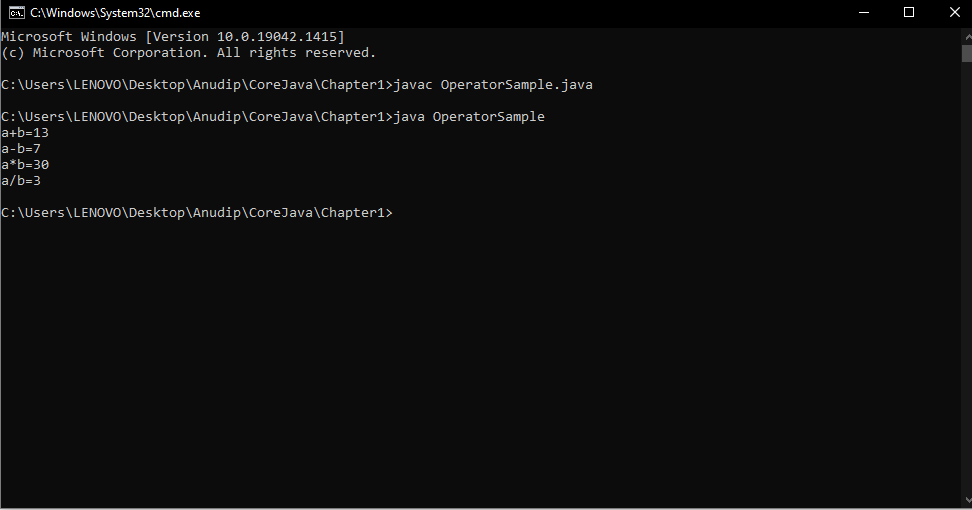 C:\Windows\System32\cmd.exe
Microsoft Windows [Version 10.0.19042.1415]
(c) Microsoft Corporation. All rights reserved.
C:\Users\LENOVO\Desktop\Anudip\CoreJava\Chapter1>javac OperatorSample.java
C:\Users\LENOVO\Desktop\Anudip\CoreJava\Chapter1>java OperatorSample
a+b=13
a-b=7
a*b=30
a/b=3
C:\Users\LENOVO\Desktop\Anudip\CoreJava\Chapter1>